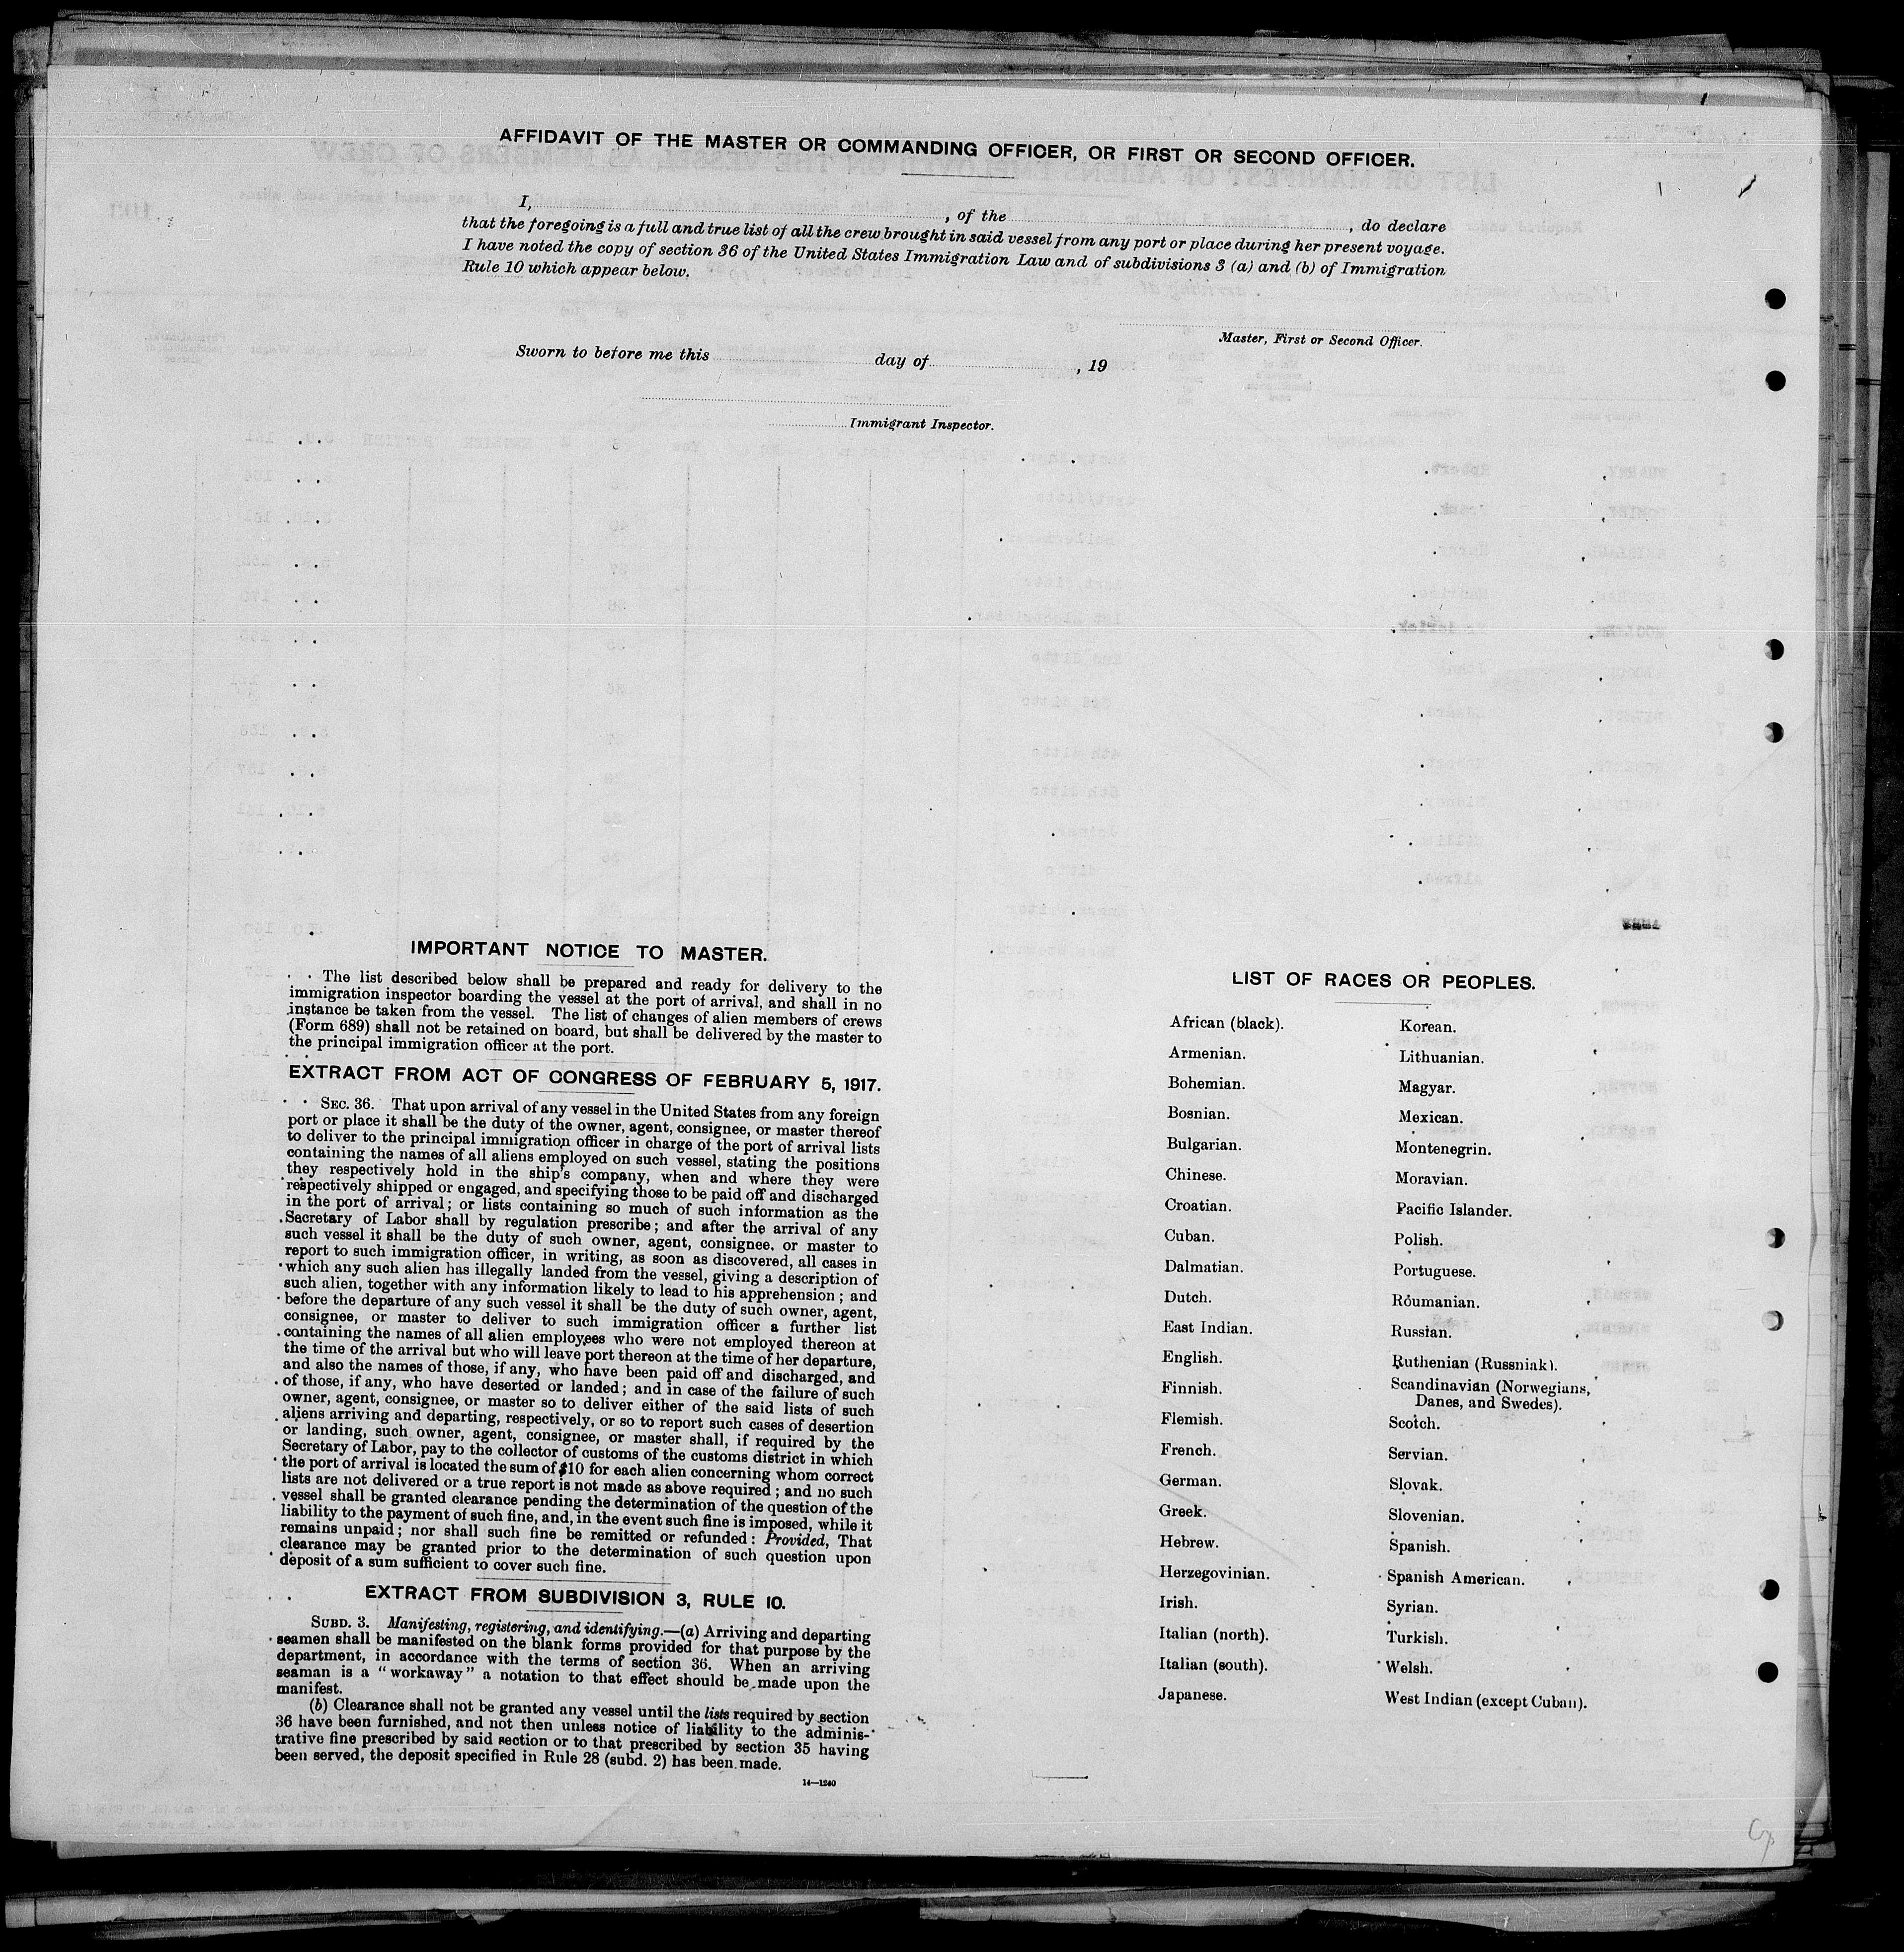 AFFIDAVIT OF THE MASTER OR COMMANDING OFFICER, OR FIRST OR SECOND OFFICER.
I, , of the , do declare
that the foregoing is a full and true list of all the crew brought in said vessel from any port or place during her present voyage.
I have noted the copy of section 36 of the United States Immigration Law and of subdivisions 3 (a) and (b) of Immigration
Rule 10 which appear below.
Master, First or Second Officer.
Sworn to before me this day of , 19
Immigrant Inspector.
IMPORTANT NOTICE TO MASTER.
The list described below shall be prepared and ready for delivery to the
immigration inspector boarding the vessel at the port of arrival, and shall in no
instance be taken from the vessel. The list of changes of alien members of crews
(Form 689) shall not be retained on board, but shall be delivered by the master to
the principal immigration officer at the port.
EXTRACT FROM ACT OF CONGRESS OF FEBRUARY 5, 1917.
SEC. 36. That upon arrival of any vessel in the United States from any foreign
port or place it shall be the duty of the owner, agent, consignee, or master thereof
to deliver to the principal immigration officer in charge of the port of arrival lists
containing the names of all aliens employed on such vessel, stating the positions
they respectively hold in the ship's company, when and where they were
respectively shipped or engaged, and specifying those to be paid off and discharged
in the port of arrival; or lists containing so much of such information as the
Secretary of Labor shall by regulation prescribe; and after the arrival of any
such vessel it shall be the duty of such owner, agent, consignee, or master to
report to such immigration officer, in writing, as soon as discovered, all cases in
which any such alien has illegally landed from the vessel, giving a description of
such alien, together with any information likely to lead to his apprehension; and
before the departure of any such vessel it shall be the duty of such owner, agent,
consignee, or master to deliver to such immigration officer a further list
containing the names of all alien employees who were not employed thereon at
the time of the arrival but who will leave port thereon at the time of her departure,
and also the names of those, if any, who have been paid off and discharged, and
of those, if any, who have deserted or landed; and in case of the failure of such
owner, agent, consignee, or master so to deliver either of the said lists of such
aliens arriving and departing, respectively, or so to report such cases of desertion
or landing, such owner, agent, consignee, or master shall, if required by the
Secretary of Labor, pay to the collector of customs of the customs district in which
the port of arrival is located the sum of $10 for each alien concerning whom correct
lists are not delivered or a true report is not made as above required; and no such
vessel shall be granted clearance pending the determination of the question of the
liability to the payment of such fine, and, in the event such fine is imposed, while it
remains unpaid; nor shall such fine be remitted or refunded: Provided, That
clearance may be granted prior to the determination of such question upon
deposit of a sum sufficient to cover such fine.
EXTRACT FROM SUBDIVISION 3, RULE 10.
SUBD. 3. Manifesting, registering, and identifying.—(a) Arriving and departing
seamen shall be manifested on the blank forms provided for that purpose by the
department, in accordance with the terms of section 36. When an arriving
seaman is a "workaway" a notation to that effect should be made upon the
manifest.
(b) Clearance shall not be granted any vessel until the lists required by section
36 have been furnished, and not then unless notice of liability to the adminis-
trative fine prescribed by said section or to that prescribed by section 35 having
been served, the deposit specified in Rule 28 (subd. 2) has been made.
14—1240
LIST OF RACES OR PEOPLES.
African (black).
Armenian.
Bohemian.
Bosnian.
Bulgarian.
Chinese.
Croatian.
Cuban.
Dalmatian.
Dutch.
East Indian.
English.
Finnish.
Flemish.
French.
German.
Greek.
Hebrew.
Herzegovinian.
Irish.
Italian (north).
Italian (south).
Japanese.
Korean.
Lithuanian.
Magyar.
Mexican.
Montenegrin.
Moravian.
Pacific Islander.
Polish.
Portuguese.
Roumanian.
Russian.
Ruthenian (Russniak).
Scandinavian (Norwegians,
Danes, and Swedes).
Scotch.
Servian.
Slovak.
Slovenian.
Spanish.
Spanish American.
Syrian.
Turkish.
Welsh.
West Indian (except Cuban).